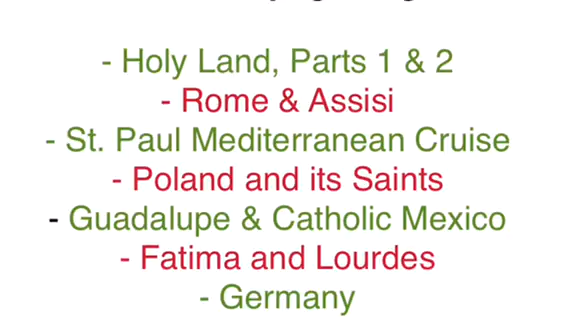 - Holy Land, Parts 1 & 2
- Rome & Assisi
- St. Paul Mediterranean Cruise
- Poland and its Saints
- Guadalupe & Catholic Mexico
- Fatima and Lourdes
- Germany